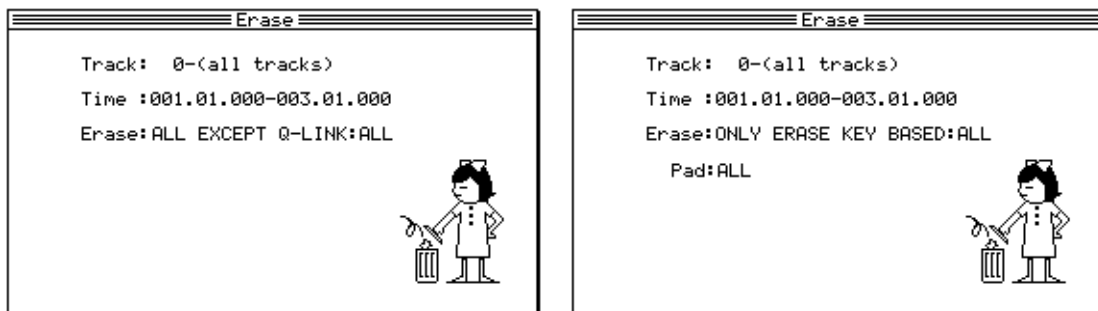 Erase
Track:  0-(all tracks)
Time :001.01.000-003.01.000
Erase:ALL EXCEPT Q-LINK:ALL
Erase
Track:  0-(all tracks)
Time :001.01.000-003.01.000
Erase:ONLY ERASE KEY BASED:ALL
Pad:ALL